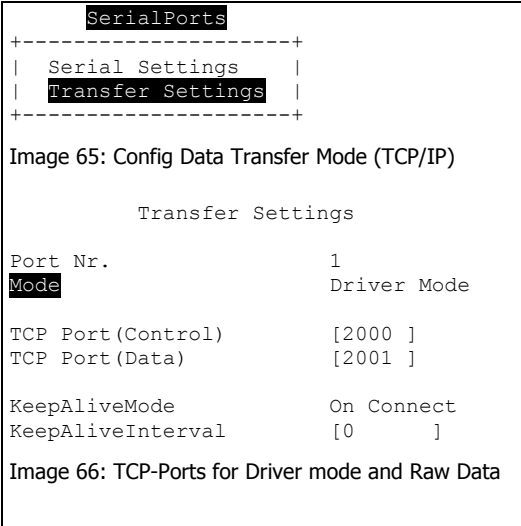 SerialPorts
+---------------------+
|  Serial Settings    |
|  Transfer Settings  |
+---------------------+
Image 65: Config Data Transfer Mode (TCP/IP)
Transfer Settings
Port Nr.                 1
Mode                     Driver Mode
TCP Port(Control)        [2000 ]
TCP Port(Data)           [2001 ]
KeepAliveMode            On Connect
KeepAliveInterval        [0      ]
Image 66: TCP-Ports for Driver mode and Raw Data